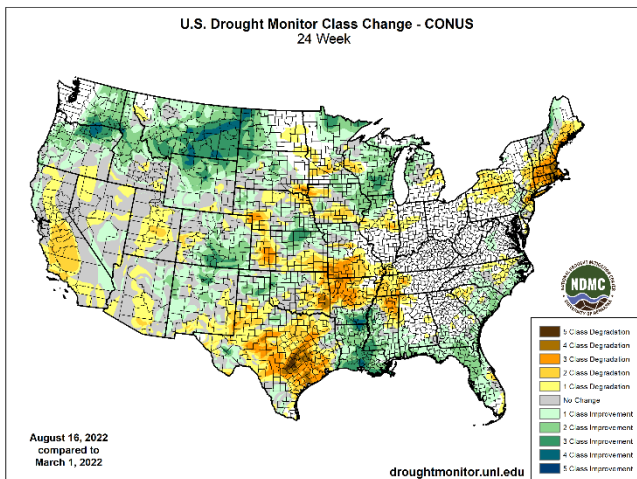 U.S. Drought Monitor Class Change - CONUS
24 Week
NDMC
5 Class Degradation
4 Class Degradation
3 Class Degradation
2 Class Degradation
1 Class Degradation
No Change
1 Class Improvement
2 Class Improvement
3 Class Improvement
4 Class Improvement
5 Class Improvement
August 16, 2022
compared to
March 1, 2022
droughtmonitor.unl.edu